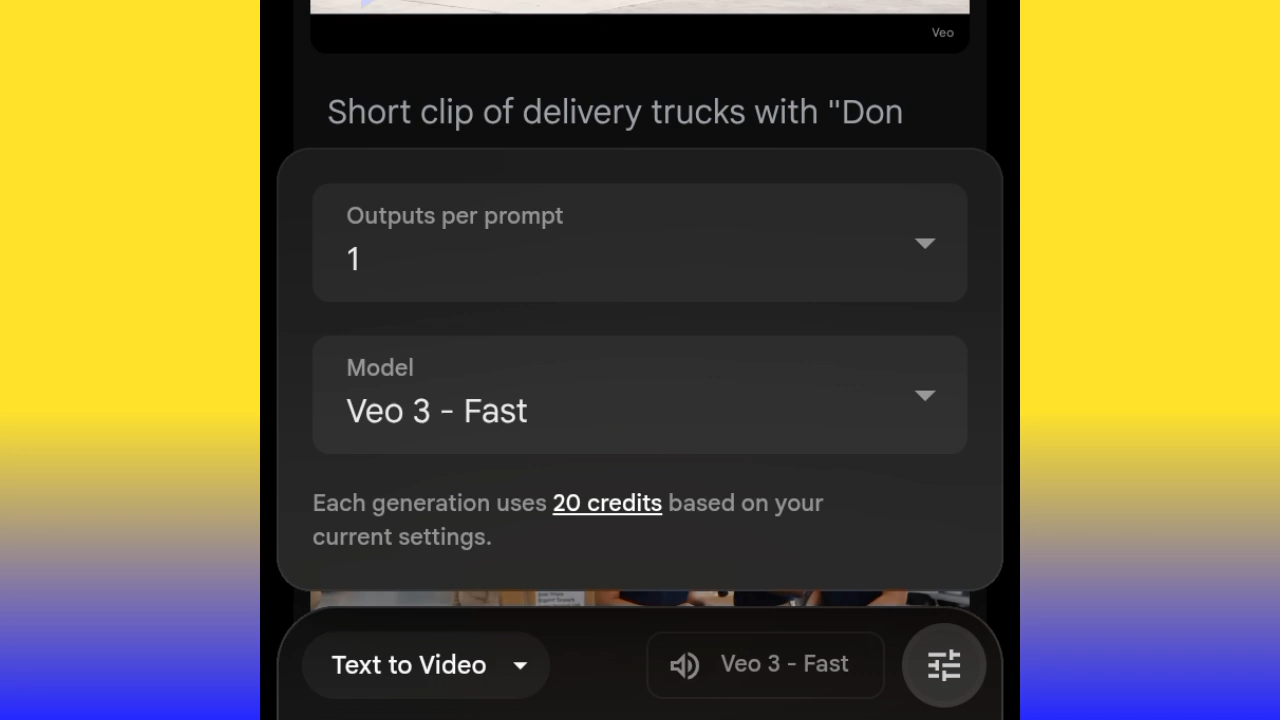 Veo
Short clip of delivery trucks with "Don
Outputs per prompt
1
Model
Veo 3 - Fast
Each generation uses 20 credits based on your
current settings.
Text to Video
Veo 3 - Fast